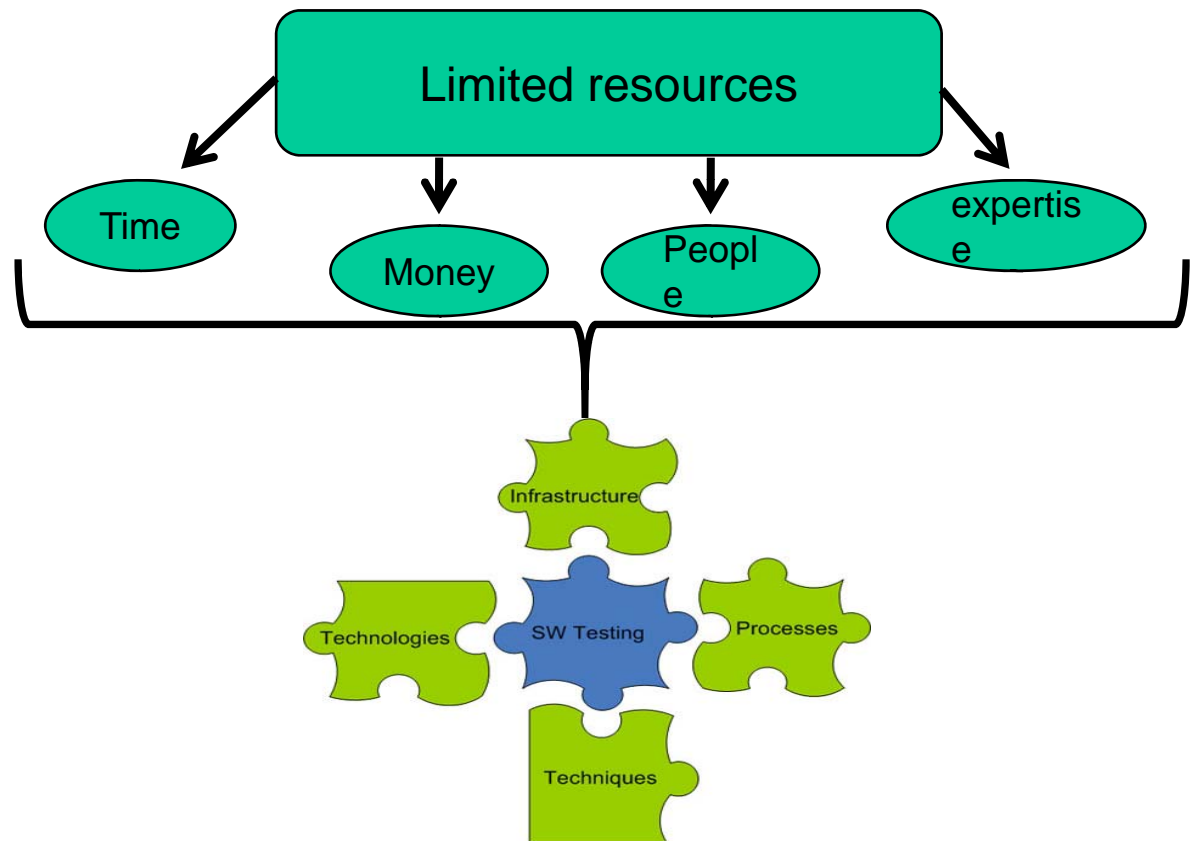 Limited resources
Time
Money
Peopl
e
expertis
e
Infrastructure
Technologies
SW Testing
Processes
Techniques